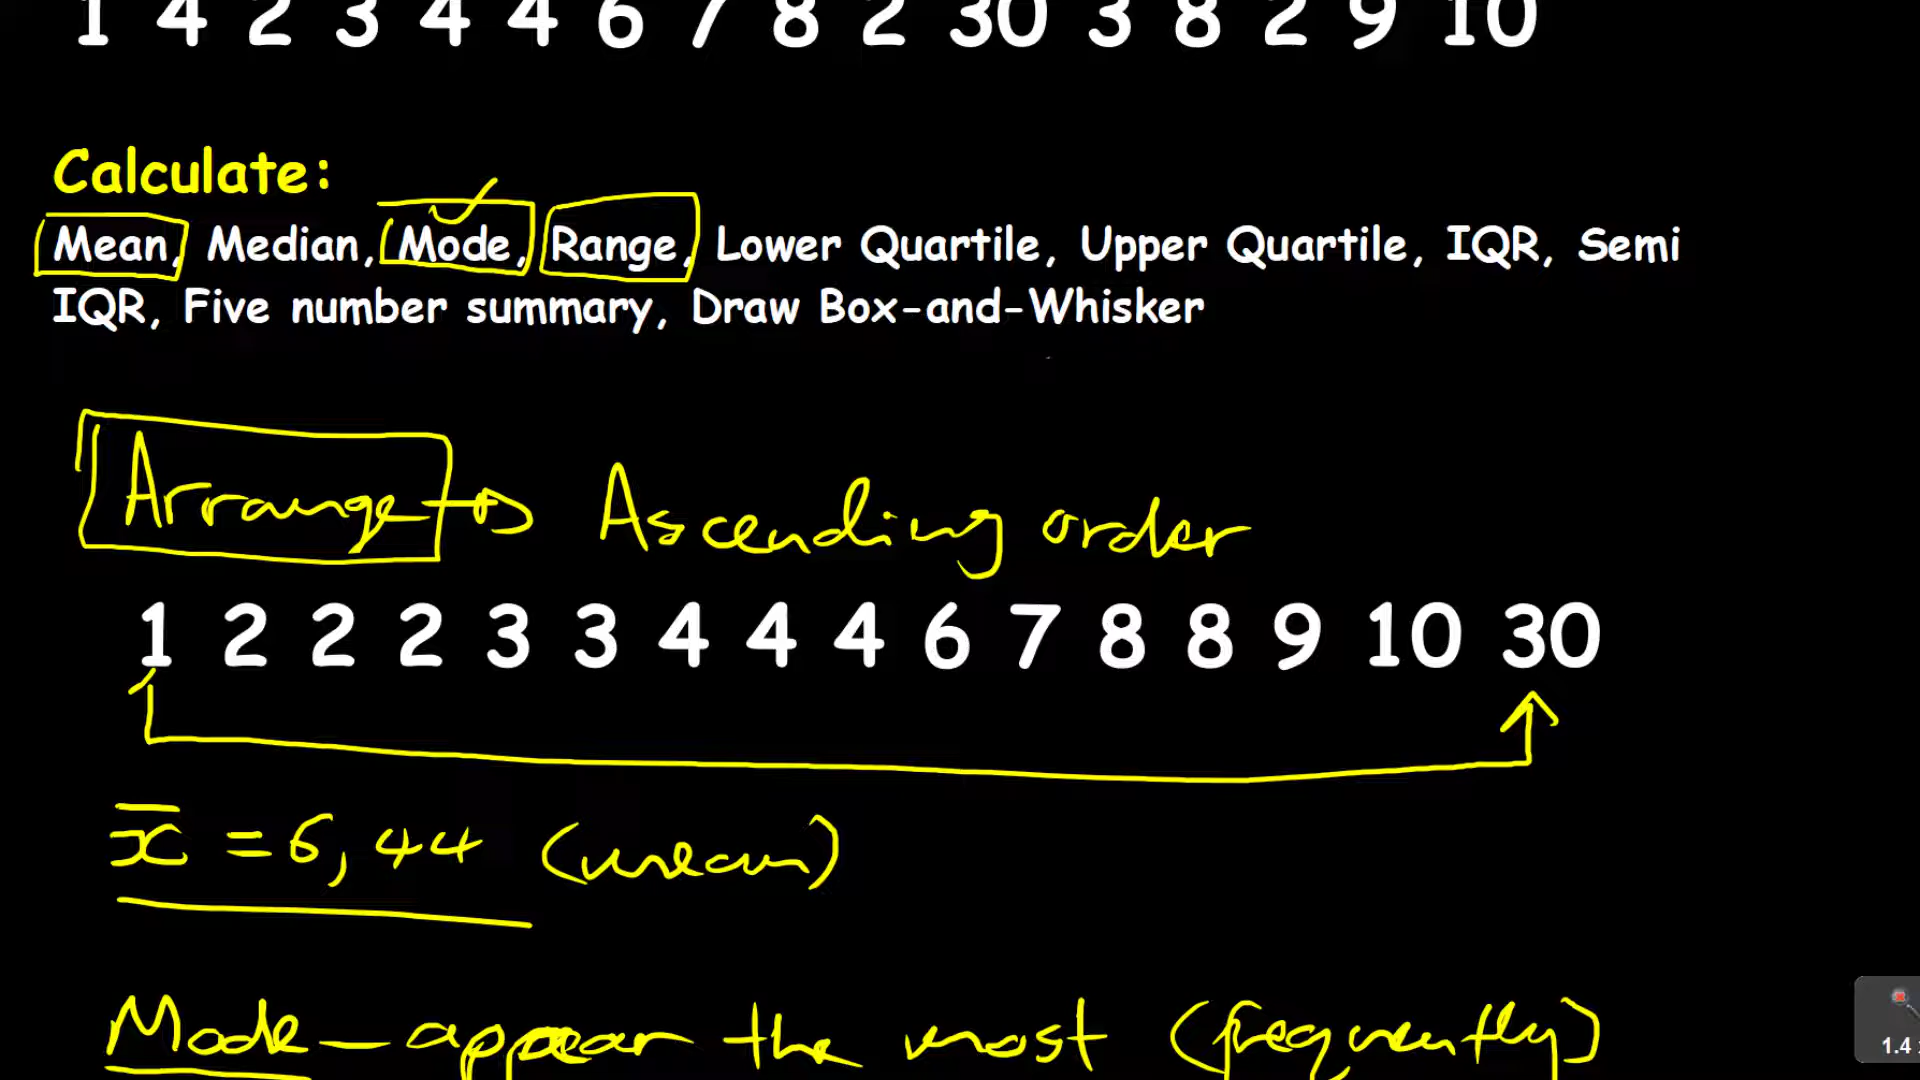 1 4 2 3 4 4 6 7 8 2 30 3 8 2 9 10
Calculate:
Mean, Median, Mode, Range, Lower Quartile, Upper Quartile, IQR, Semi
IQR, Five number summary, Draw Box-and-Whisker
Arrange → Ascending order
1 2 2 2 3 3 4 4 4 6 7 8 8 9 10 30
x̄ = 6,44 (mean)
Mode – appear the most (frequently)
1.4